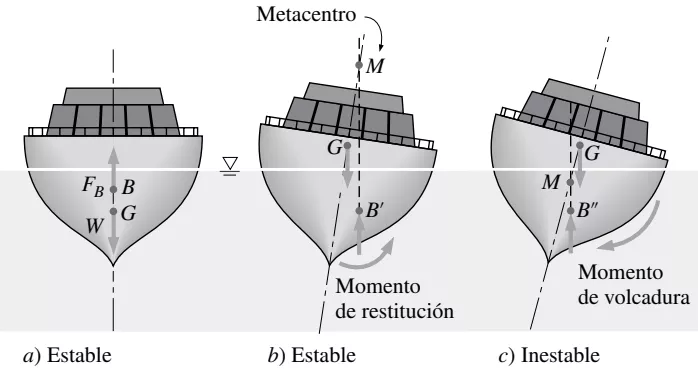 Metacentro
M
G
G
F_B B
M
G
W
B′
B″
Momento
de restitución
Momento
de volcadura
a) Estable
b) Estable
c) Inestable